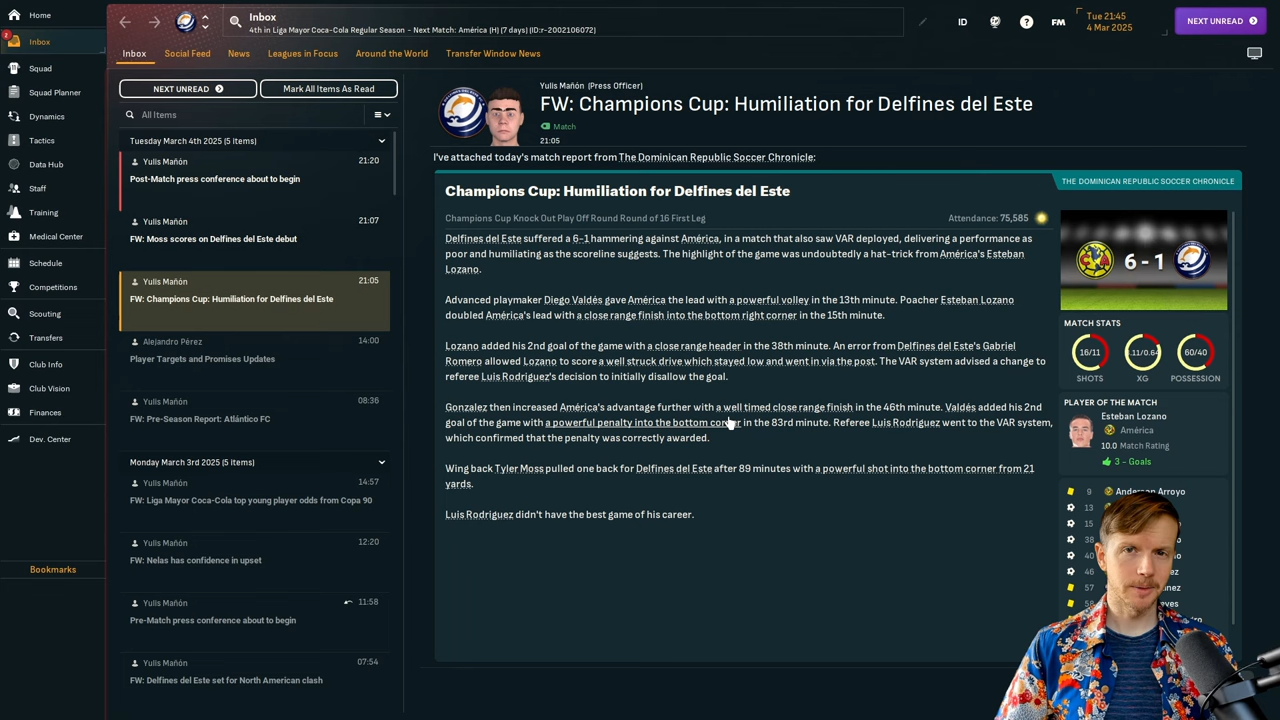 Home
2
Inbox
Squad
Squad Planner
Dynamics
Tactics
Data Hub
Staff
Training
Medical Center
Schedule
Competitions
Scouting
Transfers
Club Info
Club Vision
Finances
Dev. Center
Bookmarks
Inbox
4th in Liga Mayor Coca-Cola Regular Season - Next Match: América (H) (7 days) (ID:r-2002106072)
ID
?
FM
Tue 21:45
4 Mar 2025
NEXT UNREAD
Inbox
Social Feed
News
Leagues in Focus
Around the World
Transfer Window News
NEXT UNREAD
Mark All Items As Read
All Items
Tuesday March 4th 2025 (5 Items)
Yulis Mañón 21:20
Post-Match press conference about to begin
Yulis Mañón 21:07
FW: Moss scores on Delfines del Este debut
Yulis Mañón 21:05
FW: Champions Cup: Humiliation for Delfines del Este
Alejandro Pérez 14:00
Player Targets and Promises Updates
Yulis Mañón 08:36
FW: Pre-Season Report: Atlántico FC
Monday March 3rd 2025 (5 Items)
Yulis Mañón 14:57
FW: Liga Mayor Coca-Cola top young player odds from Copa 90
Yulis Mañón 12:20
FW: Nelas has confidence in upset
Yulis Mañón 11:58
Pre-Match press conference about to begin
Yulis Mañón 07:54
FW: Delfines del Este set for North American clash
Yulis Mañón (Press Officer)
FW: Champions Cup: Humiliation for Delfines del Este
Match
21:05
I've attached today's match report from The Dominican Republic Soccer Chronicle:
THE DOMINICAN REPUBLIC SOCCER CHRONICLE
Champions Cup: Humiliation for Delfines del Este
Champions Cup Knock Out Play Off Round Round of 16 First Leg
Attendance: 75,585
Delfines del Este suffered a 6-1 hammering against América, in a match that also saw VAR deployed, delivering a performance as
poor and humiliating as the scoreline suggests. The highlight of the game was undoubtedly a hat-trick from América's Esteban
Lozano.
Advanced playmaker Diego Valdés gave América the lead with a powerful volley in the 13th minute. Poacher Esteban Lozano
doubled América's lead with a close range finish into the bottom right corner in the 15th minute.
Lozano added his 2nd goal of the game with a close range header in the 38th minute. An error from Delfines del Este's Gabriel
Romero allowed Lozano to score a well struck drive which stayed low and went in via the post. The VAR system advised a change to
referee Luis Rodríguez's decision to initially disallow the goal.
Gonzalez then increased América's advantage further with a well timed close range finish in the 46th minute. Valdés added his 2nd
goal of the game with a powerful penalty into the bottom corner in the 83rd minute. Referee Luis Rodríguez went to the VAR system,
which confirmed that the penalty was correctly awarded.
Wing back Tyler Moss pulled one back for Delfines del Este after 89 minutes with a powerful shot into the bottom corner from 21
yards.
Luis Rodríguez didn't have the best game of his career.
6 - 1
MATCH STATS
16/11
.11/0.64
60/40
SHOTS
XG
POSSESSION
PLAYER OF THE MATCH
Esteban Lozano
América
10.0 Match Rating
3 - Goals
9 Anderson Arroyo
13
15
38
40
46
57